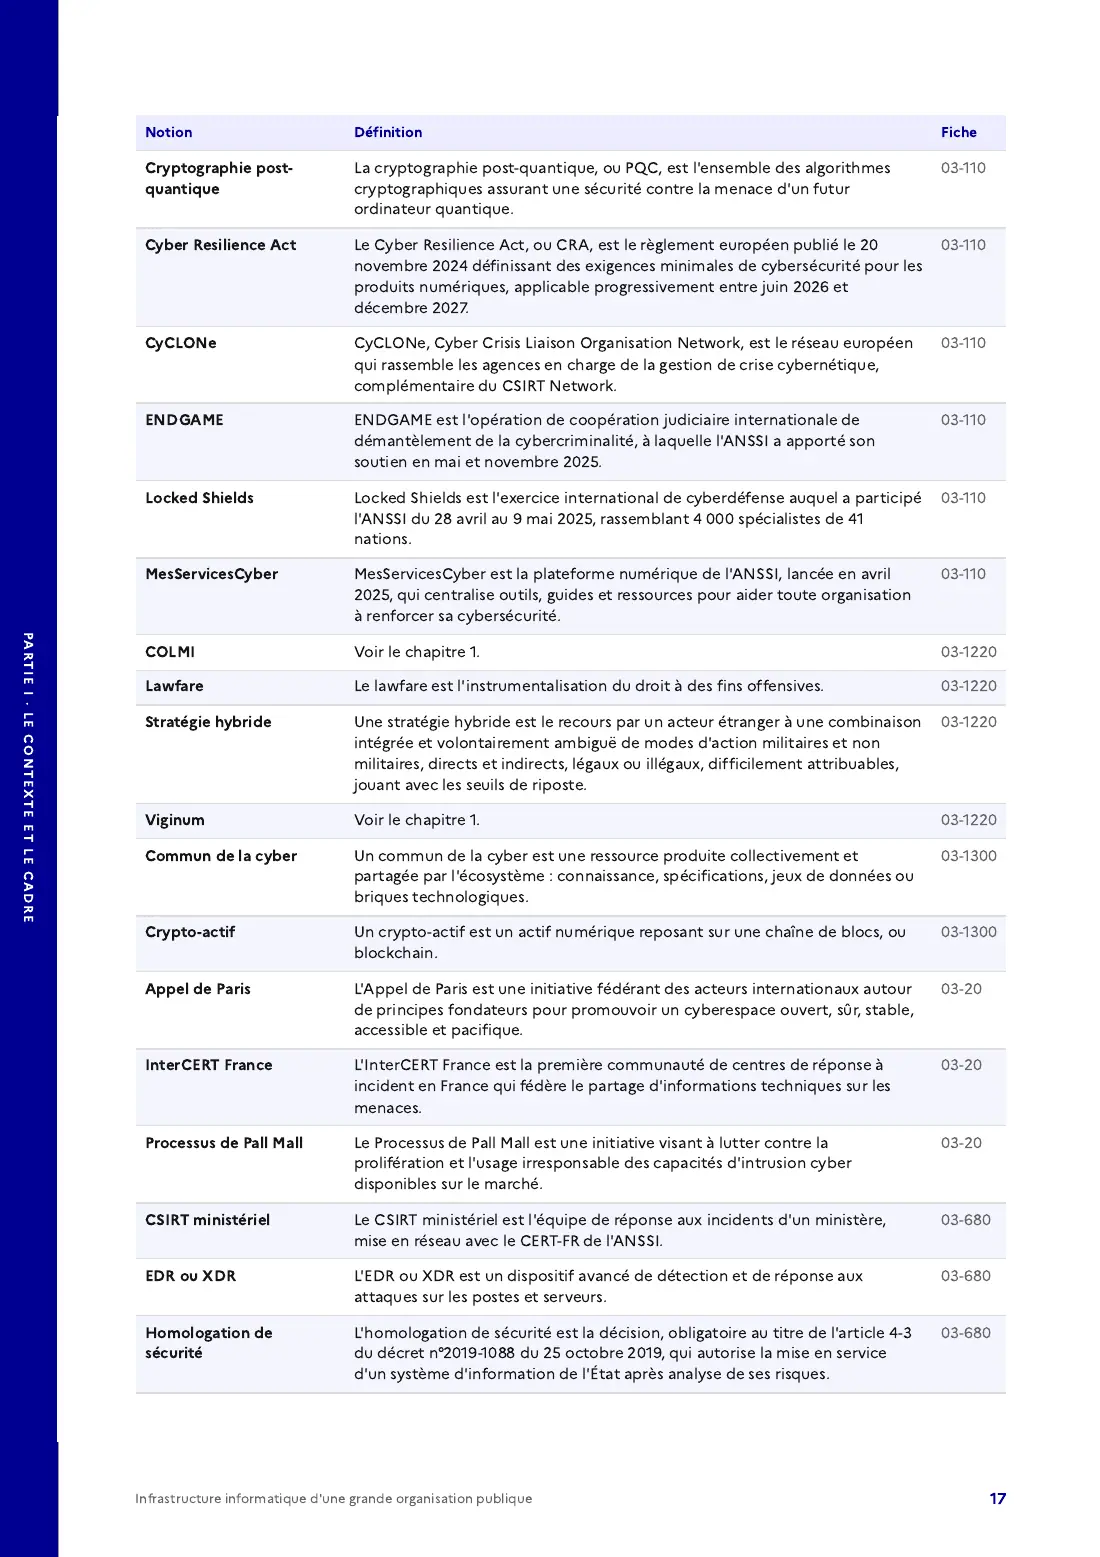 PARTIE I · LE CONTEXTE ET LE CADRE
Notion Définition Fiche
Cryptographie post- La cryptographie post-quantique, ou PQC, est l'ensemble des algorithmes 03-110
quantique cryptographiques assurant une sécurité contre la menace d'un futur
ordinateur quantique.
Cyber Resilience Act Le Cyber Resilience Act, ou CRA, est le règlement européen publié le 20 03-110
novembre 2024 définissant des exigences minimales de cybersécurité pour les
produits numériques, applicable progressivement entre juin 2026 et
décembre 2027.
CyCLONe CyCLONe, Cyber Crisis Liaison Organisation Network, est le réseau européen 03-110
qui rassemble les agences en charge de la gestion de crise cybernétique,
complémentaire du CSIRT Network.
ENDGAME ENDGAME est l'opération de coopération judiciaire internationale de 03-110
démantèlement de la cybercriminalité, à laquelle l'ANSSI a apporté son
soutien en mai et novembre 2025.
Locked Shields Locked Shields est l'exercice international de cyberdéfense auquel a participé 03-110
l'ANSSI du 28 avril au 9 mai 2025, rassemblant 4 000 spécialistes de 41
nations.
MesServicesCyber MesServicesCyber est la plateforme numérique de l'ANSSI, lancée en avril 03-110
2025, qui centralise outils, guides et ressources pour aider toute organisation
à renforcer sa cybersécurité.
COLMI Voir le chapitre 1. 03-1220
Lawfare Le lawfare est l'instrumentalisation du droit à des fins offensives. 03-1220
Stratégie hybride Une stratégie hybride est le recours par un acteur étranger à une combinaison 03-1220
intégrée et volontairement ambiguë de modes d'action militaires et non
militaires, directs et indirects, légaux ou illégaux, difficilement attribuables,
jouant avec les seuils de riposte.
Viginum Voir le chapitre 1. 03-1220
Commun de la cyber Un commun de la cyber est une ressource produite collectivement et 03-1300
partagée par l'écosystème : connaissance, spécifications, jeux de données ou
briques technologiques.
Crypto-actif Un crypto-actif est un actif numérique reposant sur une chaîne de blocs, ou 03-1300
blockchain.
Appel de Paris L'Appel de Paris est une initiative fédérant des acteurs internationaux autour 03-20
de principes fondateurs pour promouvoir un cyberespace ouvert, sûr, stable,
accessible et pacifique.
InterCERT France L'InterCERT France est la première communauté de centres de réponse à 03-20
incident en France qui fédère le partage d'informations techniques sur les
menaces.
Processus de Pall Mall Le Processus de Pall Mall est une initiative visant à lutter contre la 03-20
prolifération et l'usage irresponsable des capacités d'intrusion cyber
disponibles sur le marché.
CSIRT ministériel Le CSIRT ministériel est l'équipe de réponse aux incidents d'un ministère, 03-680
mise en réseau avec le CERT-FR de l'ANSSI.
EDR ou XDR L'EDR ou XDR est un dispositif avancé de détection et de réponse aux 03-680
attaques sur les postes et serveurs.
Homologation de L'homologation de sécurité est la décision, obligatoire au titre de l'article 4-3 03-680
sécurité du décret n°2019-1088 du 25 octobre 2019, qui autorise la mise en service
d'un système d'information de l'État après analyse de ses risques.
Infrastructure informatique d'une grande organisation publique 17